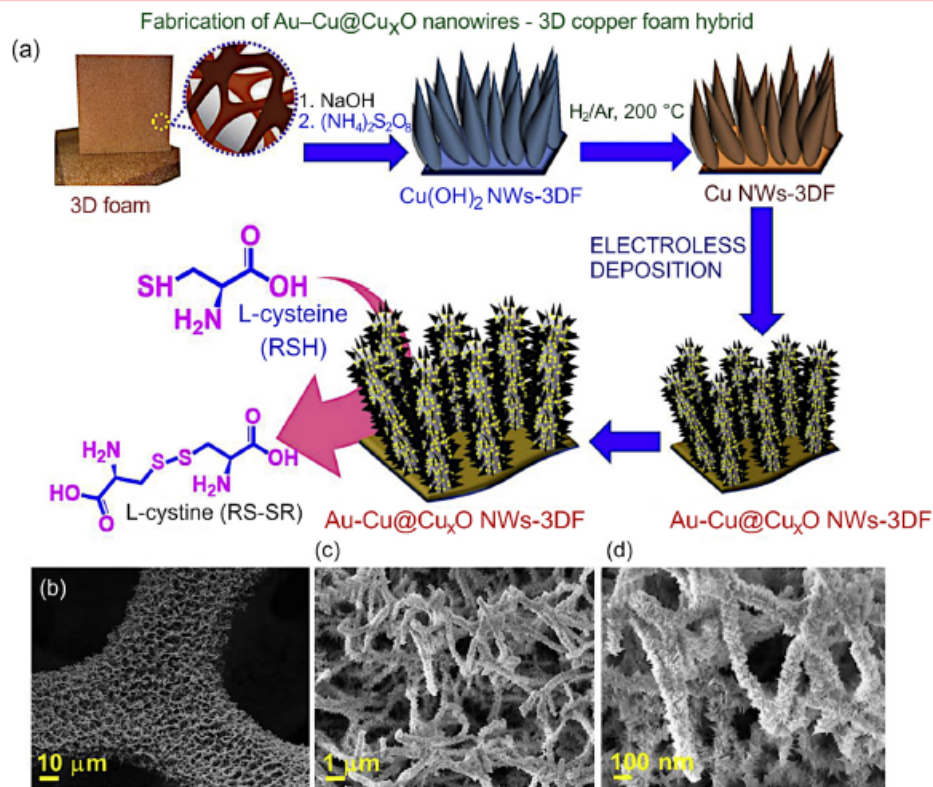 Fabrication of Au–Cu@CuₓO nanowires - 3D copper foam hybrid
(a)
1. NaOH
2. (NH₄)₂S₂O₈
H₂/Ar, 200 °C
3D foam
Cu(OH)₂ NWs-3DF
Cu NWs-3DF
ELECTROLESS
DEPOSITION
O
SH
OH
H₂N
L-cysteine
(RSH)
O
H₂N
S
S
OH
HO
H₂N
O
L-cystine (RS-SR)
Au-Cu@CuₓO NWs-3DF
Au-Cu@CuₓO NWs-3DF
(b)
(c)
(d)
10 μm
1 μm
100 nm